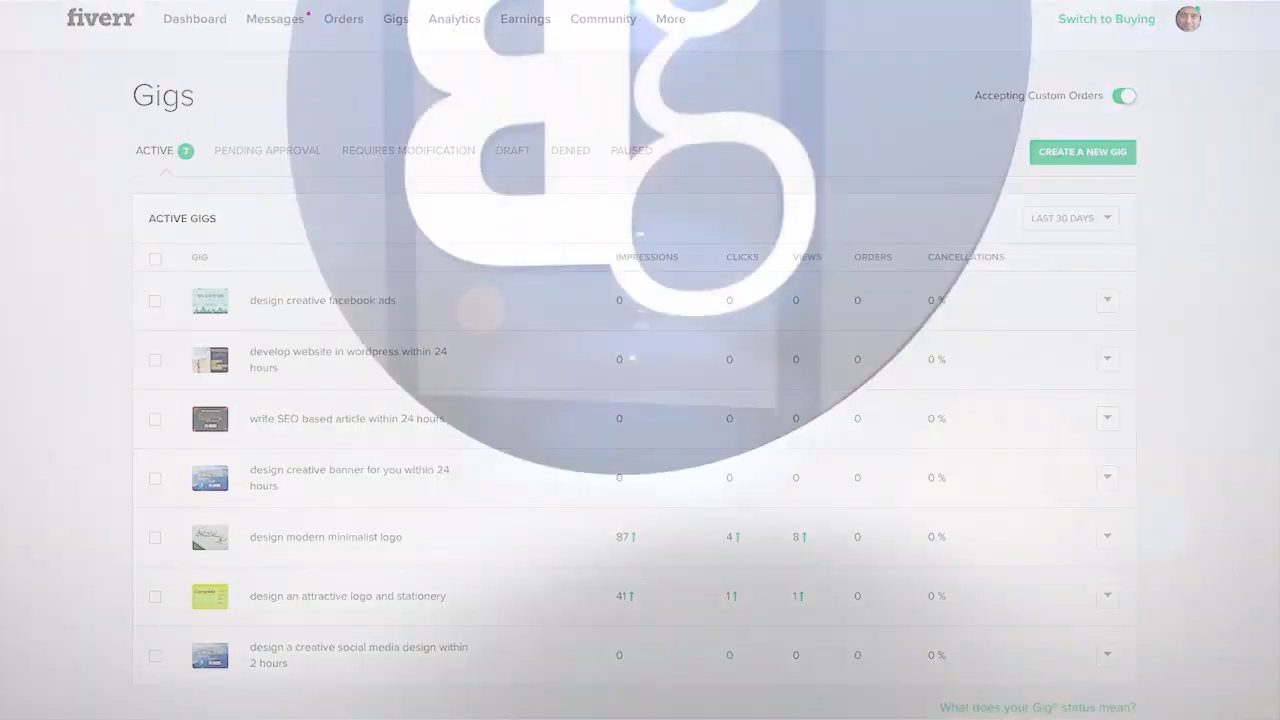 fiverr Dashboard Messages Orders Gigs Analytics Earnings Community More Switch to Buying
Gigs
Accepting Custom Orders
ACTIVE 7 PENDING APPROVAL REQUIRES MODIFICATION DRAFT DENIED PAUSED
CREATE A NEW GIG
ACTIVE GIGS LAST 30 DAYS
GIG IMPRESSIONS CLICKS VIEWS ORDERS CANCELLATIONS
design creative facebook ads 0 0 0 0 0 %
develop website in wordpress within 24
hours 0 0 0 0 0 %
write SEO based article within 24 hours 0 0 0 0 0 %
design creative banner for you within 24
hours 0 0 0 0 0 %
design modern minimalist logo 87 4 8 0 0 %
design an attractive logo and stationery 41 1 1 0 0 %
design a creative social media design within
2 hours 0 0 0 0 0 %
What does your Gig® status mean?